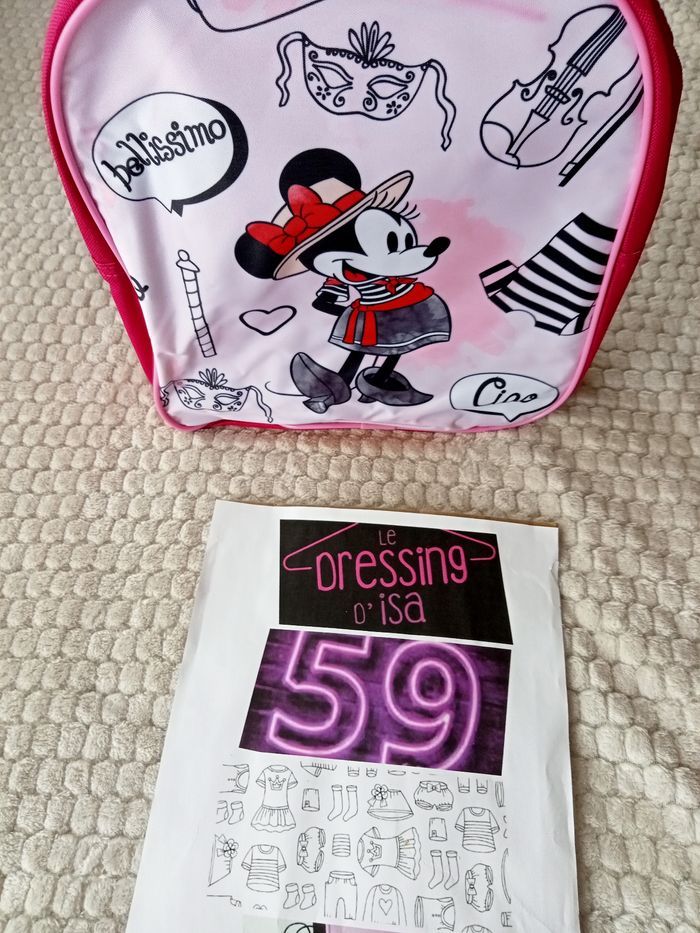 bellissimo
Ciao
LE
DRessing
D'isa
59